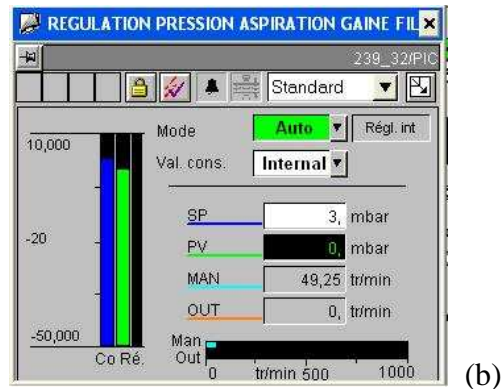 REGULATION PRESSION ASPIRATION GAINE FIL
239_32/PIC
Standard
Mode Auto Régl. int
10,000
Val. cons. Internal
SP 3, mbar
-20
PV 0, mbar
MAN 49,25 tr/min
OUT 0, tr/min
-50,000
Man
Co Ré. Out
0 tr/min 500 1000
(b)